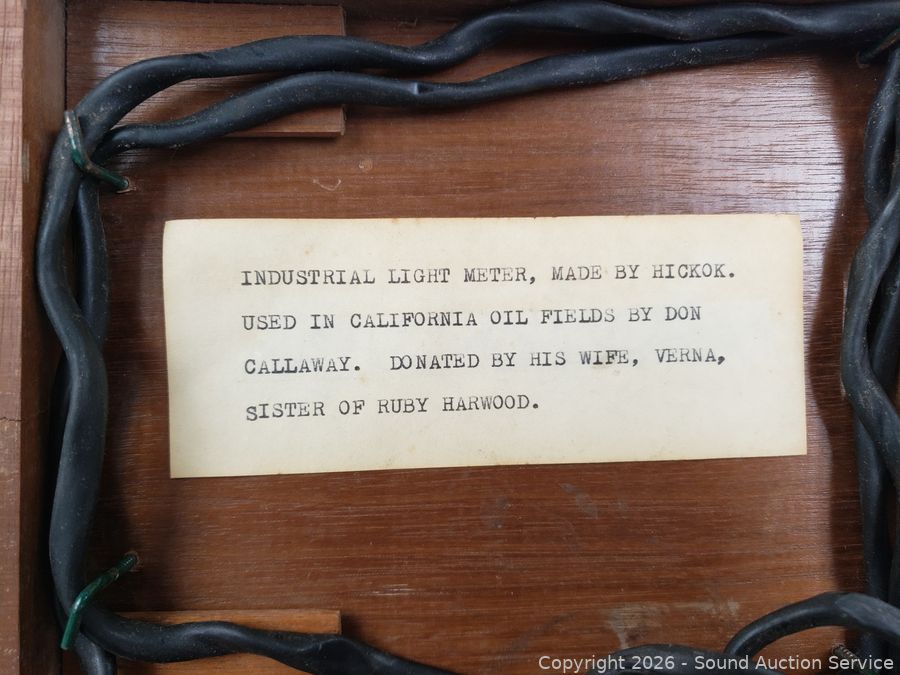 INDUSTRIAL LIGHT METER, MADE BY HICKOK.
USED IN CALIFORNIA OIL FIELDS BY DON
CALLAWAY.  DONATED BY HIS WIFE, VERNA,
SISTER OF RUBY HARWOOD.
Copyright 2026 - Sound Auction Service